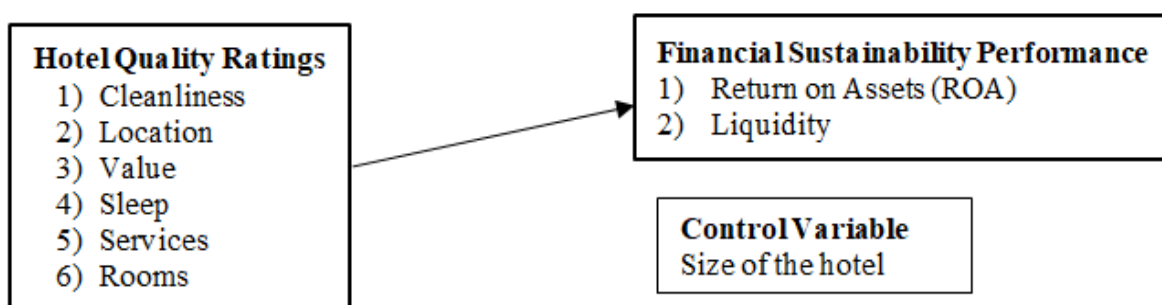 Hotel Quality Ratings
1) Cleanliness
2) Location
3) Value
4) Sleep
5) Services
6) Rooms
Financial Sustainability Performance
1) Return on Assets (ROA)
2) Liquidity
Control Variable
Size of the hotel